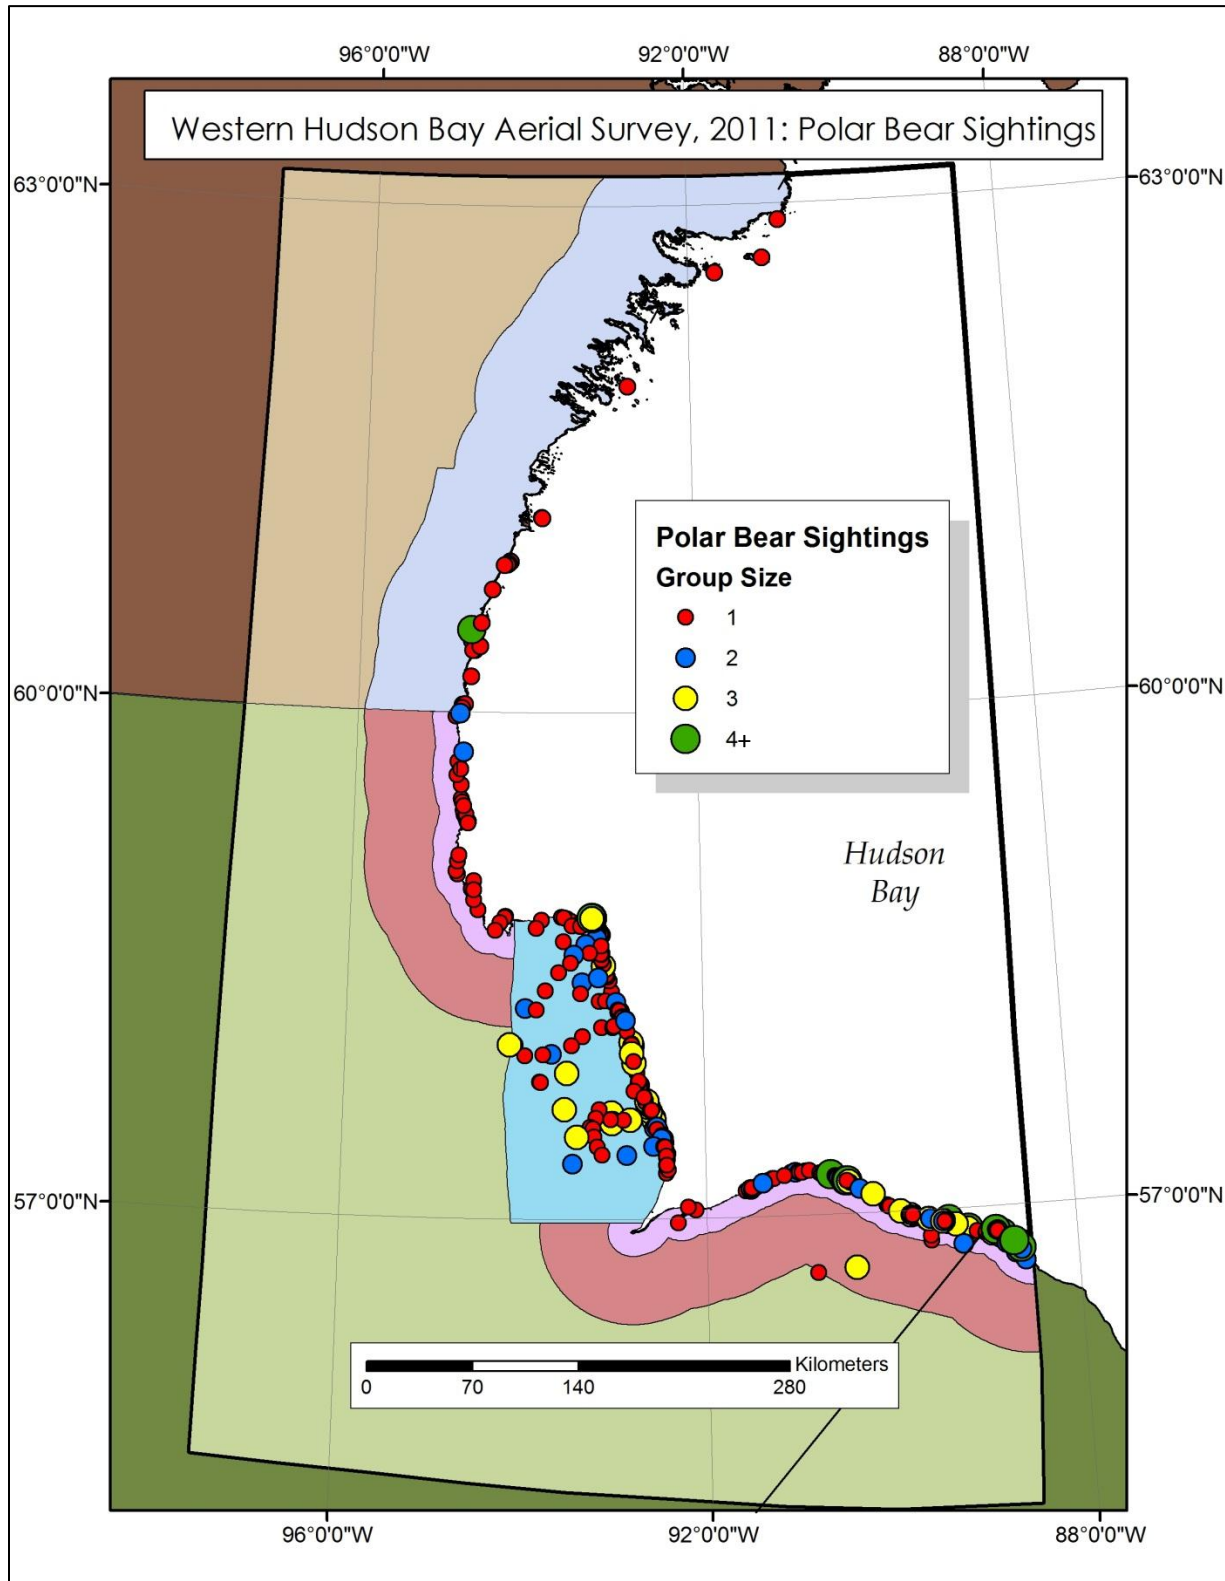 96°0'0"W 92°0'0"W 88°0'0"W
Western Hudson Bay Aerial Survey, 2011: Polar Bear Sightings
63°0'0"N 63°0'0"N
Polar Bear Sightings
Group Size
1
2
3
4+
60°0'0"N 60°0'0"N
Hudson
Bay
57°0'0"N 57°0'0"N
Kilometers
0 70 140 280
96°0'0"W 92°0'0"W 88°0'0"W